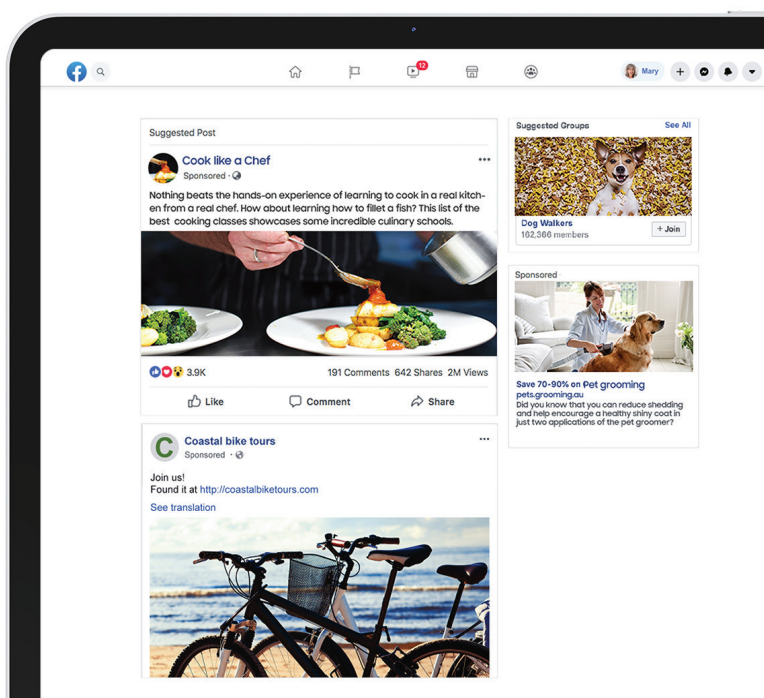 f
12
Mary
Suggested Post
Cook like a Chef
Sponsored ·
Nothing beats the hands-on experience of learning to cook in a real kitch-
en from a real chef. How about learning how to fillet a fish? This list of the
best cooking classes showcases some incredible culinary schools.
3.9K
191 Comments 642 Shares 2M Views
Like
Comment
Share
C
Coastal bike tours
Sponsored ·
Join us!
Found it at http://coastalbiketours.com
See translation
Suggested Groups
See All
Dog Walkers
162,366 members
+ Join
Sponsored
Save 70-90% on Pet grooming
pets.grooming.au
Did you know that you can reduce shedding
and help encourage a healthy shiny coat in
just two applications of the pet groomer?